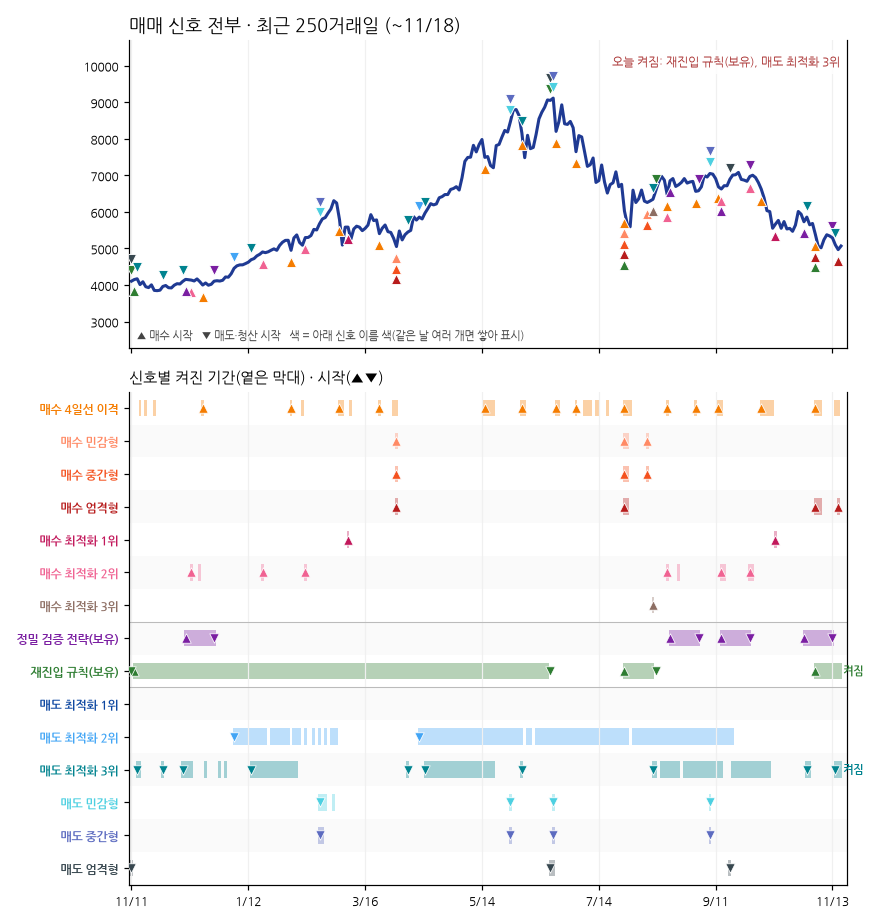 매매 신호 전부 · 최근 250거래일 (~11/18)
오늘 켜짐: 재진입 규칙(보유), 매도 최적화 3위
10000
9000
8000
7000
6000
5000
4000
3000
▲ 매수 시작 ▼ 매도·청산 시작 색 = 아래 신호 이름 색(같은 날 여러 개면 쌓아 표시)
신호별 켜진 기간(옅은 막대) · 시작(▲▼)
매수 4일선 이격
매수 민감형
매수 중간형
매수 엄격형
매수 최적화 1위
매수 최적화 2위
매수 최적화 3위
정밀 검증 전략(보유)
재진입 규칙(보유) 켜짐
매도 최적화 1위
매도 최적화 2위
매도 최적화 3위 켜짐
매도 민감형
매도 중간형
매도 엄격형
11/11 1/12 3/16 5/14 7/14 9/11 11/13